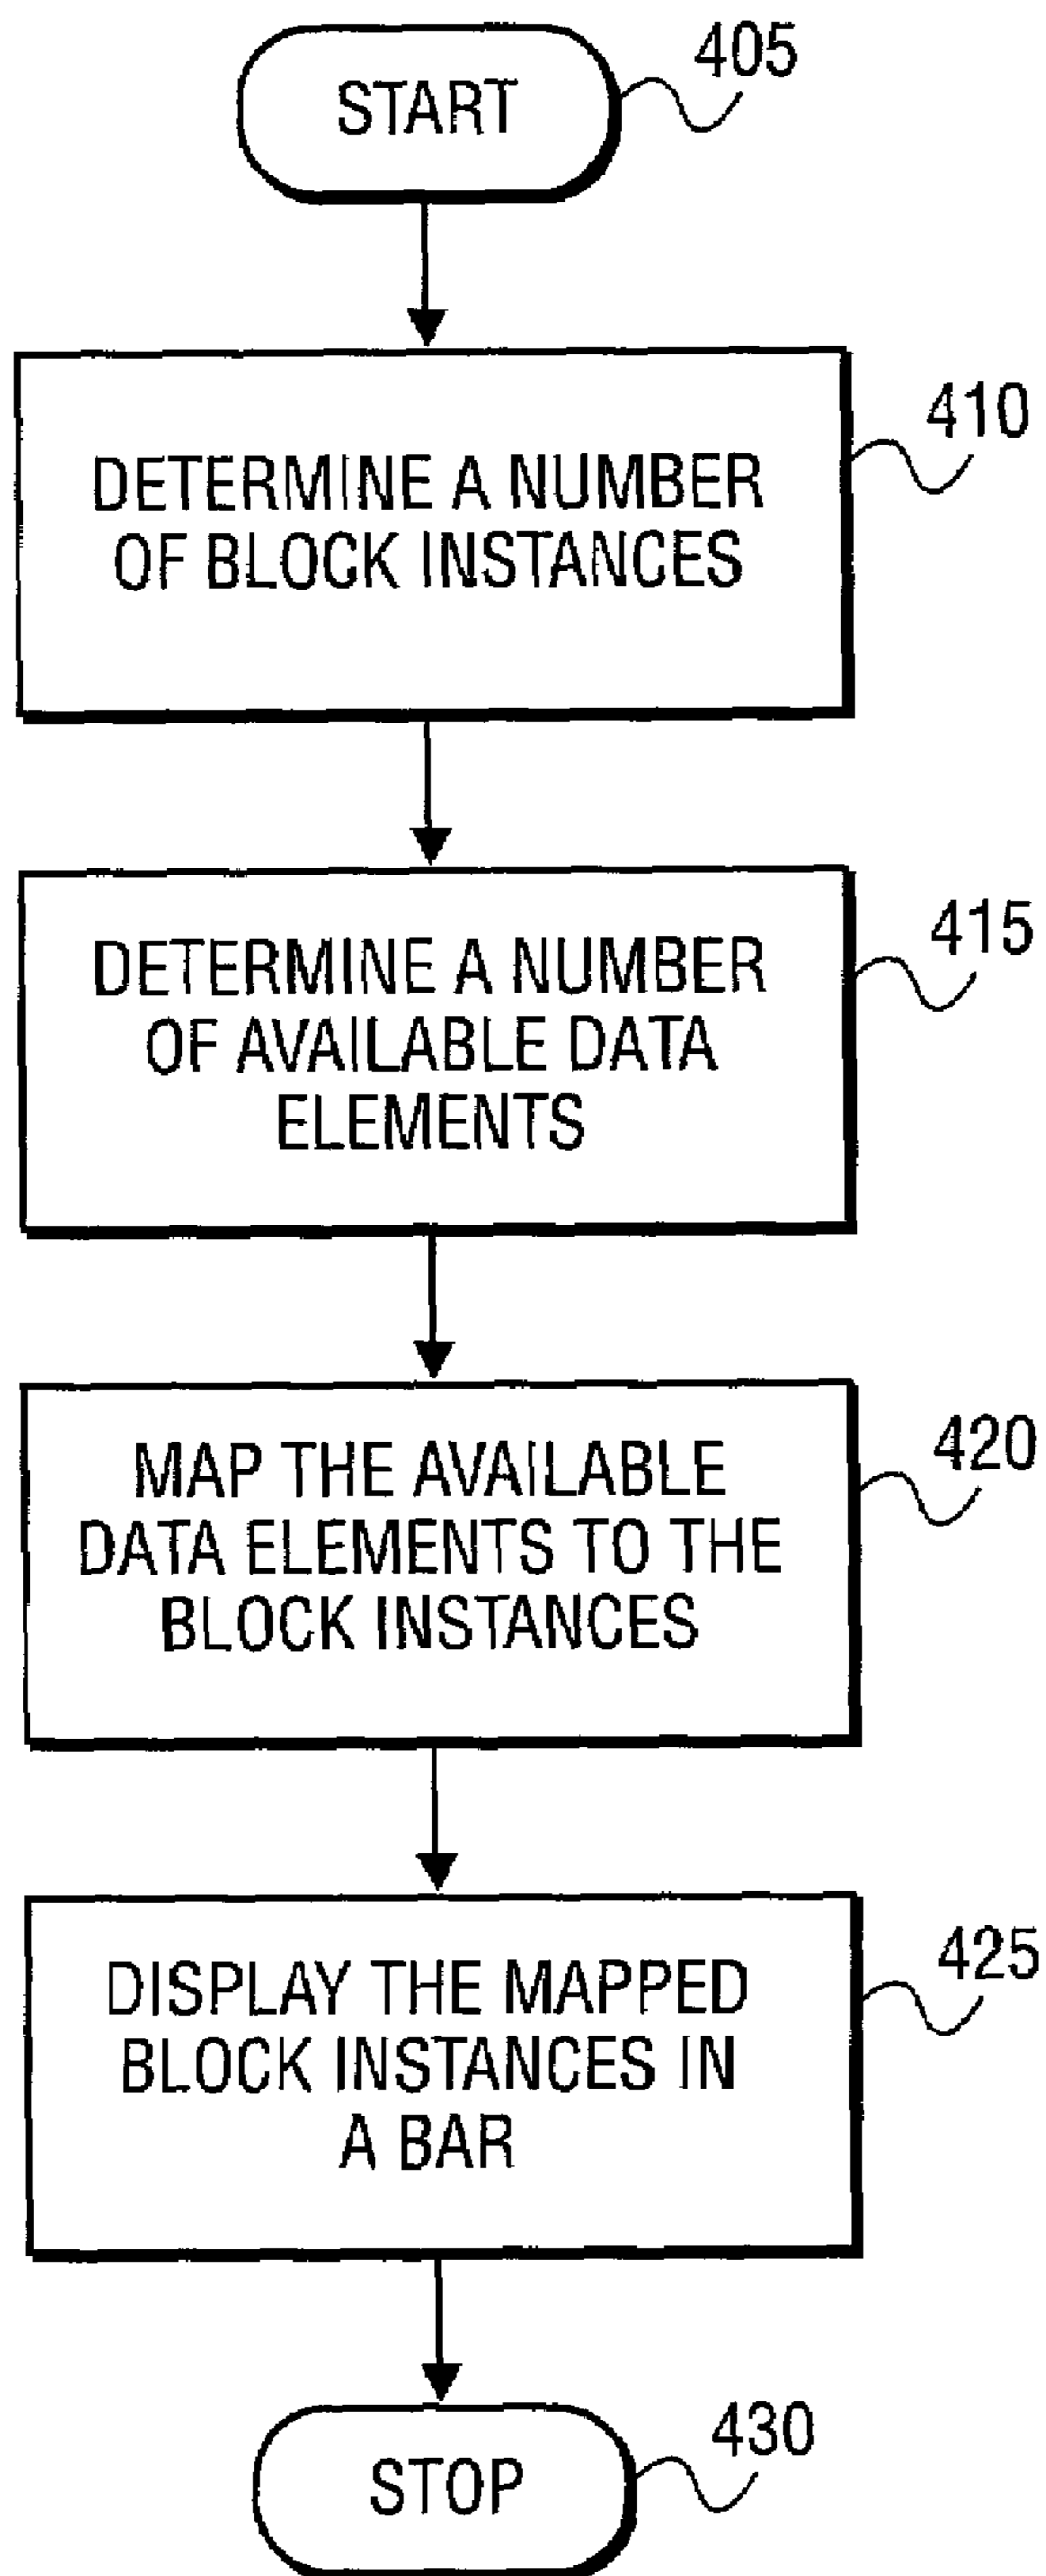 START
405
DETERMINE A NUMBER
OF BLOCK INSTANCES
410
DETERMINE A NUMBER
OF AVAILABLE DATA
ELEMENTS
415
MAP THE AVAILABLE
DATA ELEMENTS TO THE
BLOCK INSTANCES
420
DISPLAY THE MAPPED
BLOCK INSTANCES IN
A BAR
425
STOP
430